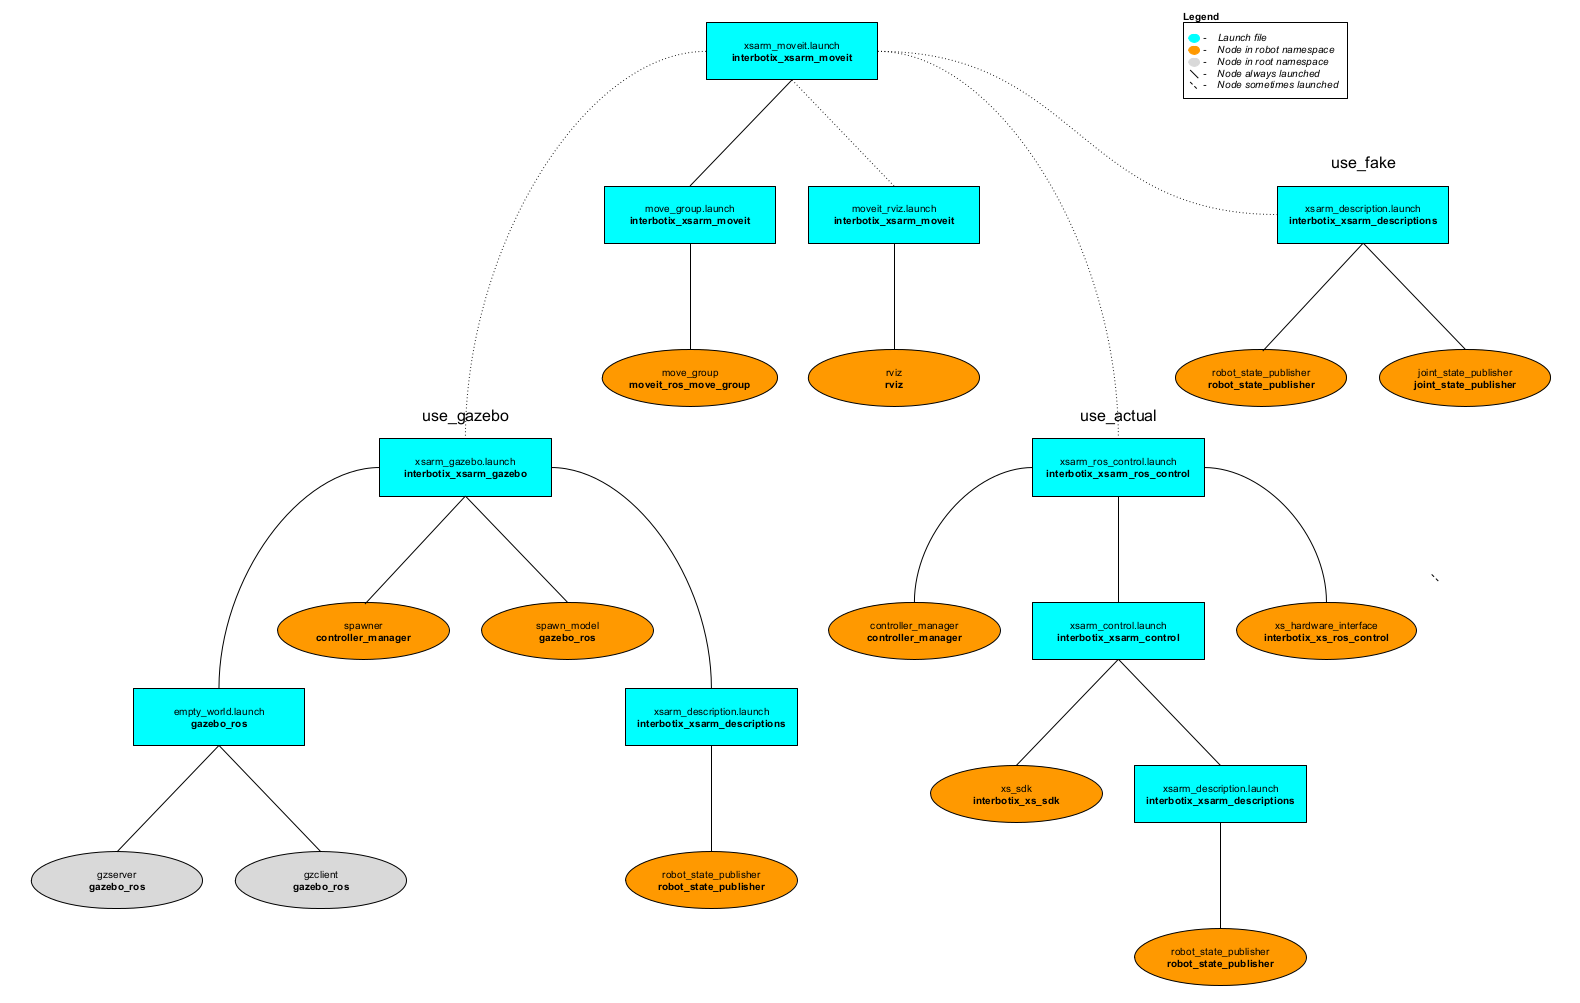 Legend
- Launch file
- Node in robot namespace
- Node in root namespace
- Node always launched
- Node sometimes launched
xsarm_moveit.launch
interbotix_xsarm_moveit
use_fake
move_group.launch
interbotix_xsarm_moveit
moveit_rviz.launch
interbotix_xsarm_moveit
xsarm_description.launch
interbotix_xsarm_descriptions
move_group
moveit_ros_move_group
rviz
rviz
robot_state_publisher
robot_state_publisher
joint_state_publisher
joint_state_publisher
use_gazebo
use_actual
xsarm_gazebo.launch
interbotix_xsarm_gazebo
xsarm_ros_control.launch
interbotix_xsarm_ros_control
spawner
controller_manager
spawn_model
gazebo_ros
controller_manager
controller_manager
xsarm_control.launch
interbotix_xsarm_control
xs_hardware_interface
interbotix_xs_ros_control
empty_world.launch
gazebo_ros
xsarm_description.launch
interbotix_xsarm_descriptions
xs_sdk
interbotix_xs_sdk
xsarm_description.launch
interbotix_xsarm_descriptions
gzserver
gazebo_ros
gzclient
gazebo_ros
robot_state_publisher
robot_state_publisher
robot_state_publisher
robot_state_publisher